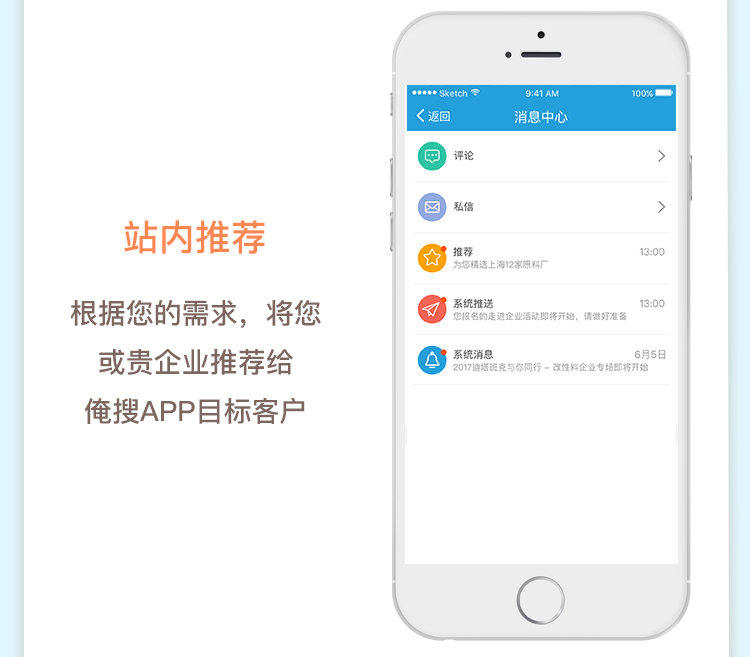 站内推荐
根据您的需求，将您
或贵企业推荐给
俺搜APP目标客户
Sketch 9:41 AM 100%
返回 消息中心
评论
私信
推荐 13:00
为您精选上海12家原料厂
系统推送 13:00
您报名的走进企业活动即将开始，请做好准备
系统消息 6月5日
2017迪塔班克与你同行 – 改性料企业专场即将开始